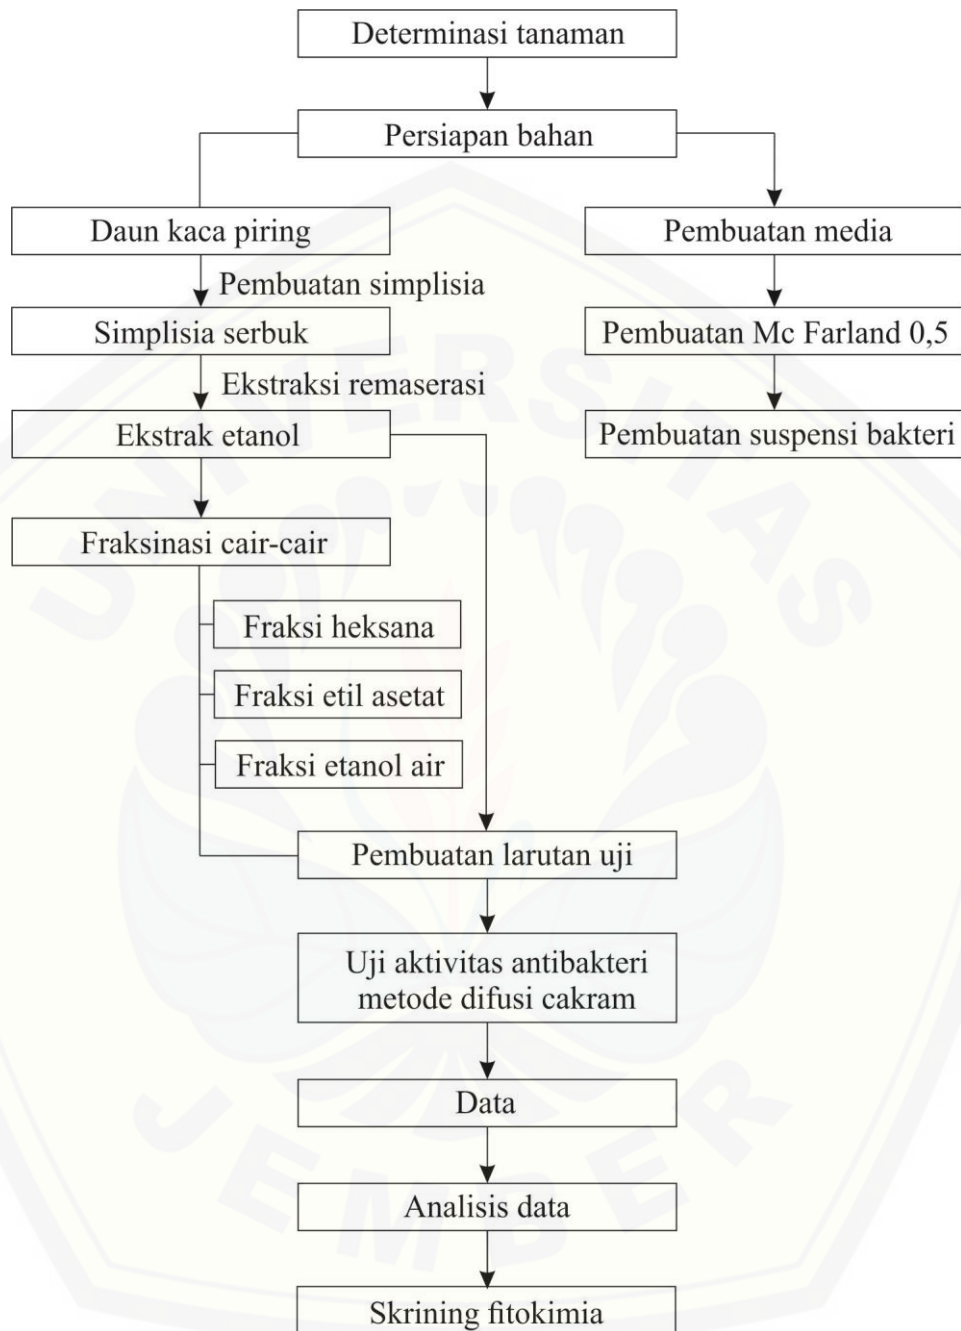 Determinasi tanaman
Persiapan bahan
Daun kaca piring
Pembuatan media
Pembuatan simplisia
Simplisia serbuk
Pembuatan Mc Farland 0,5
Ekstraksi remaserasi
Ekstrak etanol
Pembuatan suspensi bakteri
Fraksinasi cair-cair
Fraksi heksana
Fraksi etil asetat
Fraksi etanol air
Pembuatan larutan uji
Uji aktivitas antibakteri
metode difusi cakram
Data
Analisis data
Skrining fitokimia
UNIVERSITAS
JEMBER